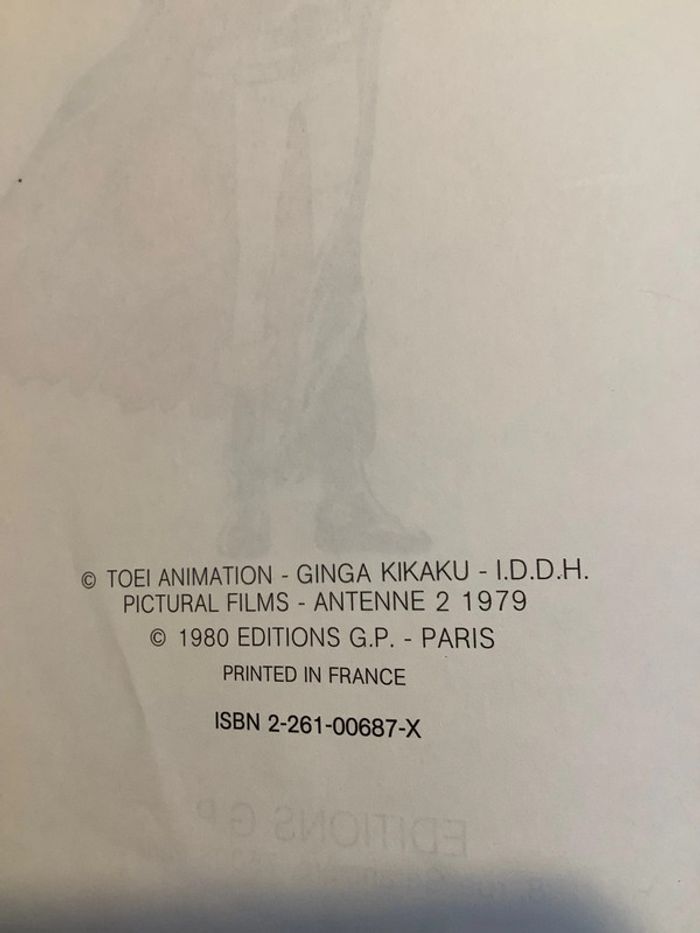 © TOEI ANIMATION - GINGA KIKAKU - I.D.D.H.
PICTURAL FILMS - ANTENNE 2 1979
© 1980 EDITIONS G.P. - PARIS
PRINTED IN FRANCE
ISBN 2-261-00687-X
EDITIONS G.P.